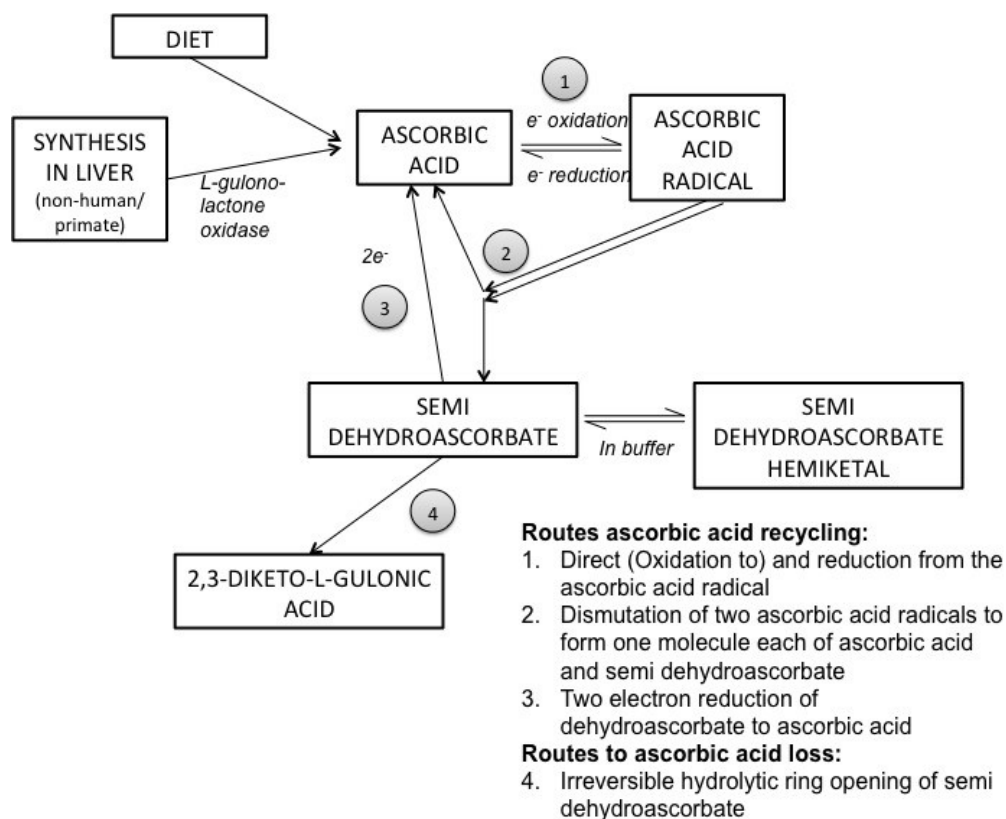 DIET
SYNTHESIS
IN LIVER
(non-human/
primate)
L-gulono-
lactone
oxidase
ASCORBIC
ACID
1
e- oxidation
e- reduction
ASCORBIC
ACID
RADICAL
2e-
2
3
SEMI
DEHYDROASCORBATE
In buffer
SEMI
DEHYDROASCORBATE
HEMIKETAL
4
2,3-DIKETO-L-GULONIC
ACID
Routes ascorbic acid recycling:
1. Direct (Oxidation to) and reduction from the
ascorbic acid radical
2. Dismutation of two ascorbic acid radicals to
form one molecule each of ascorbic acid
and semi dehydroascorbate
3. Two electron reduction of
dehydroascorbate to ascorbic acid
Routes to ascorbic acid loss:
4. Irreversible hydrolytic ring opening of semi
dehydroascorbate